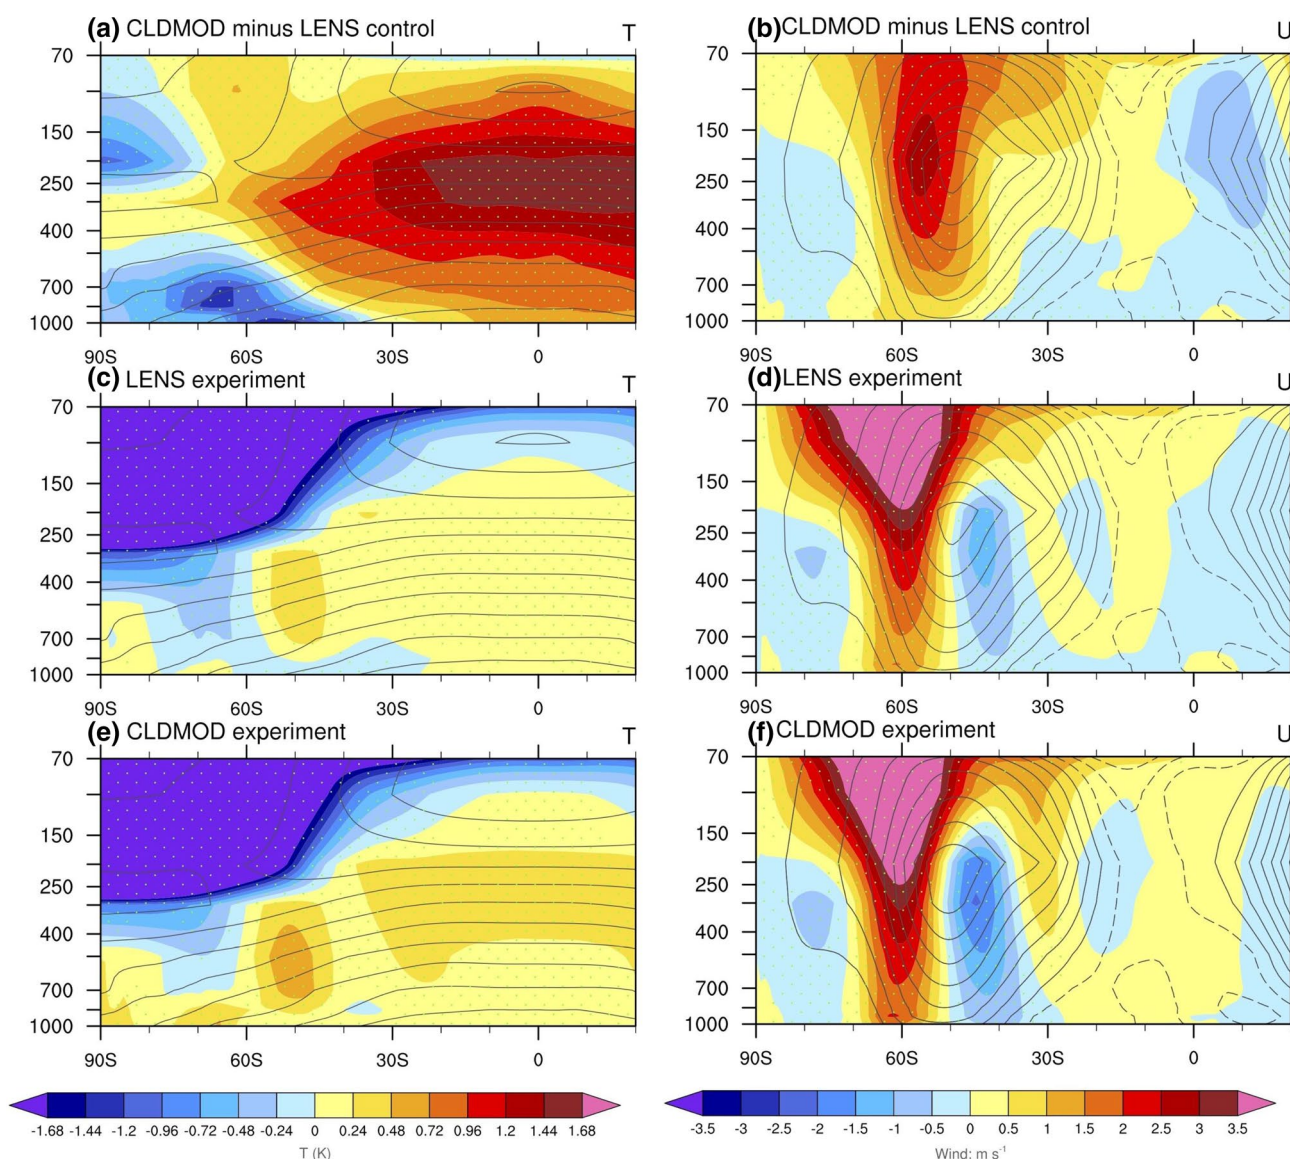 (a) CLDMOD minus LENS control T
70
150
250
400
700
1000
90S 60S 30S 0
(b) CLDMOD minus LENS control U
70
150
250
400
700
1000
90S 60S 30S 0
(c) LENS experiment T
70
150
250
400
700
1000
90S 60S 30S 0
(d) LENS experiment U
70
150
250
400
700
1000
90S 60S 30S 0
(e) CLDMOD experiment T
70
150
250
400
700
1000
90S 60S 30S 0
(f) CLDMOD experiment U
70
150
250
400
700
1000
90S 60S 30S 0
-1.68 -1.44 -1.2 -0.96 -0.72 -0.48 -0.24 0 0.24 0.48 0.72 0.96 1.2 1.44 1.68
T (K)
-3.5 -3 -2.5 -2 -1.5 -1 -0.5 0 0.5 1 1.5 2 2.5 3 3.5
Wind: m s⁻¹